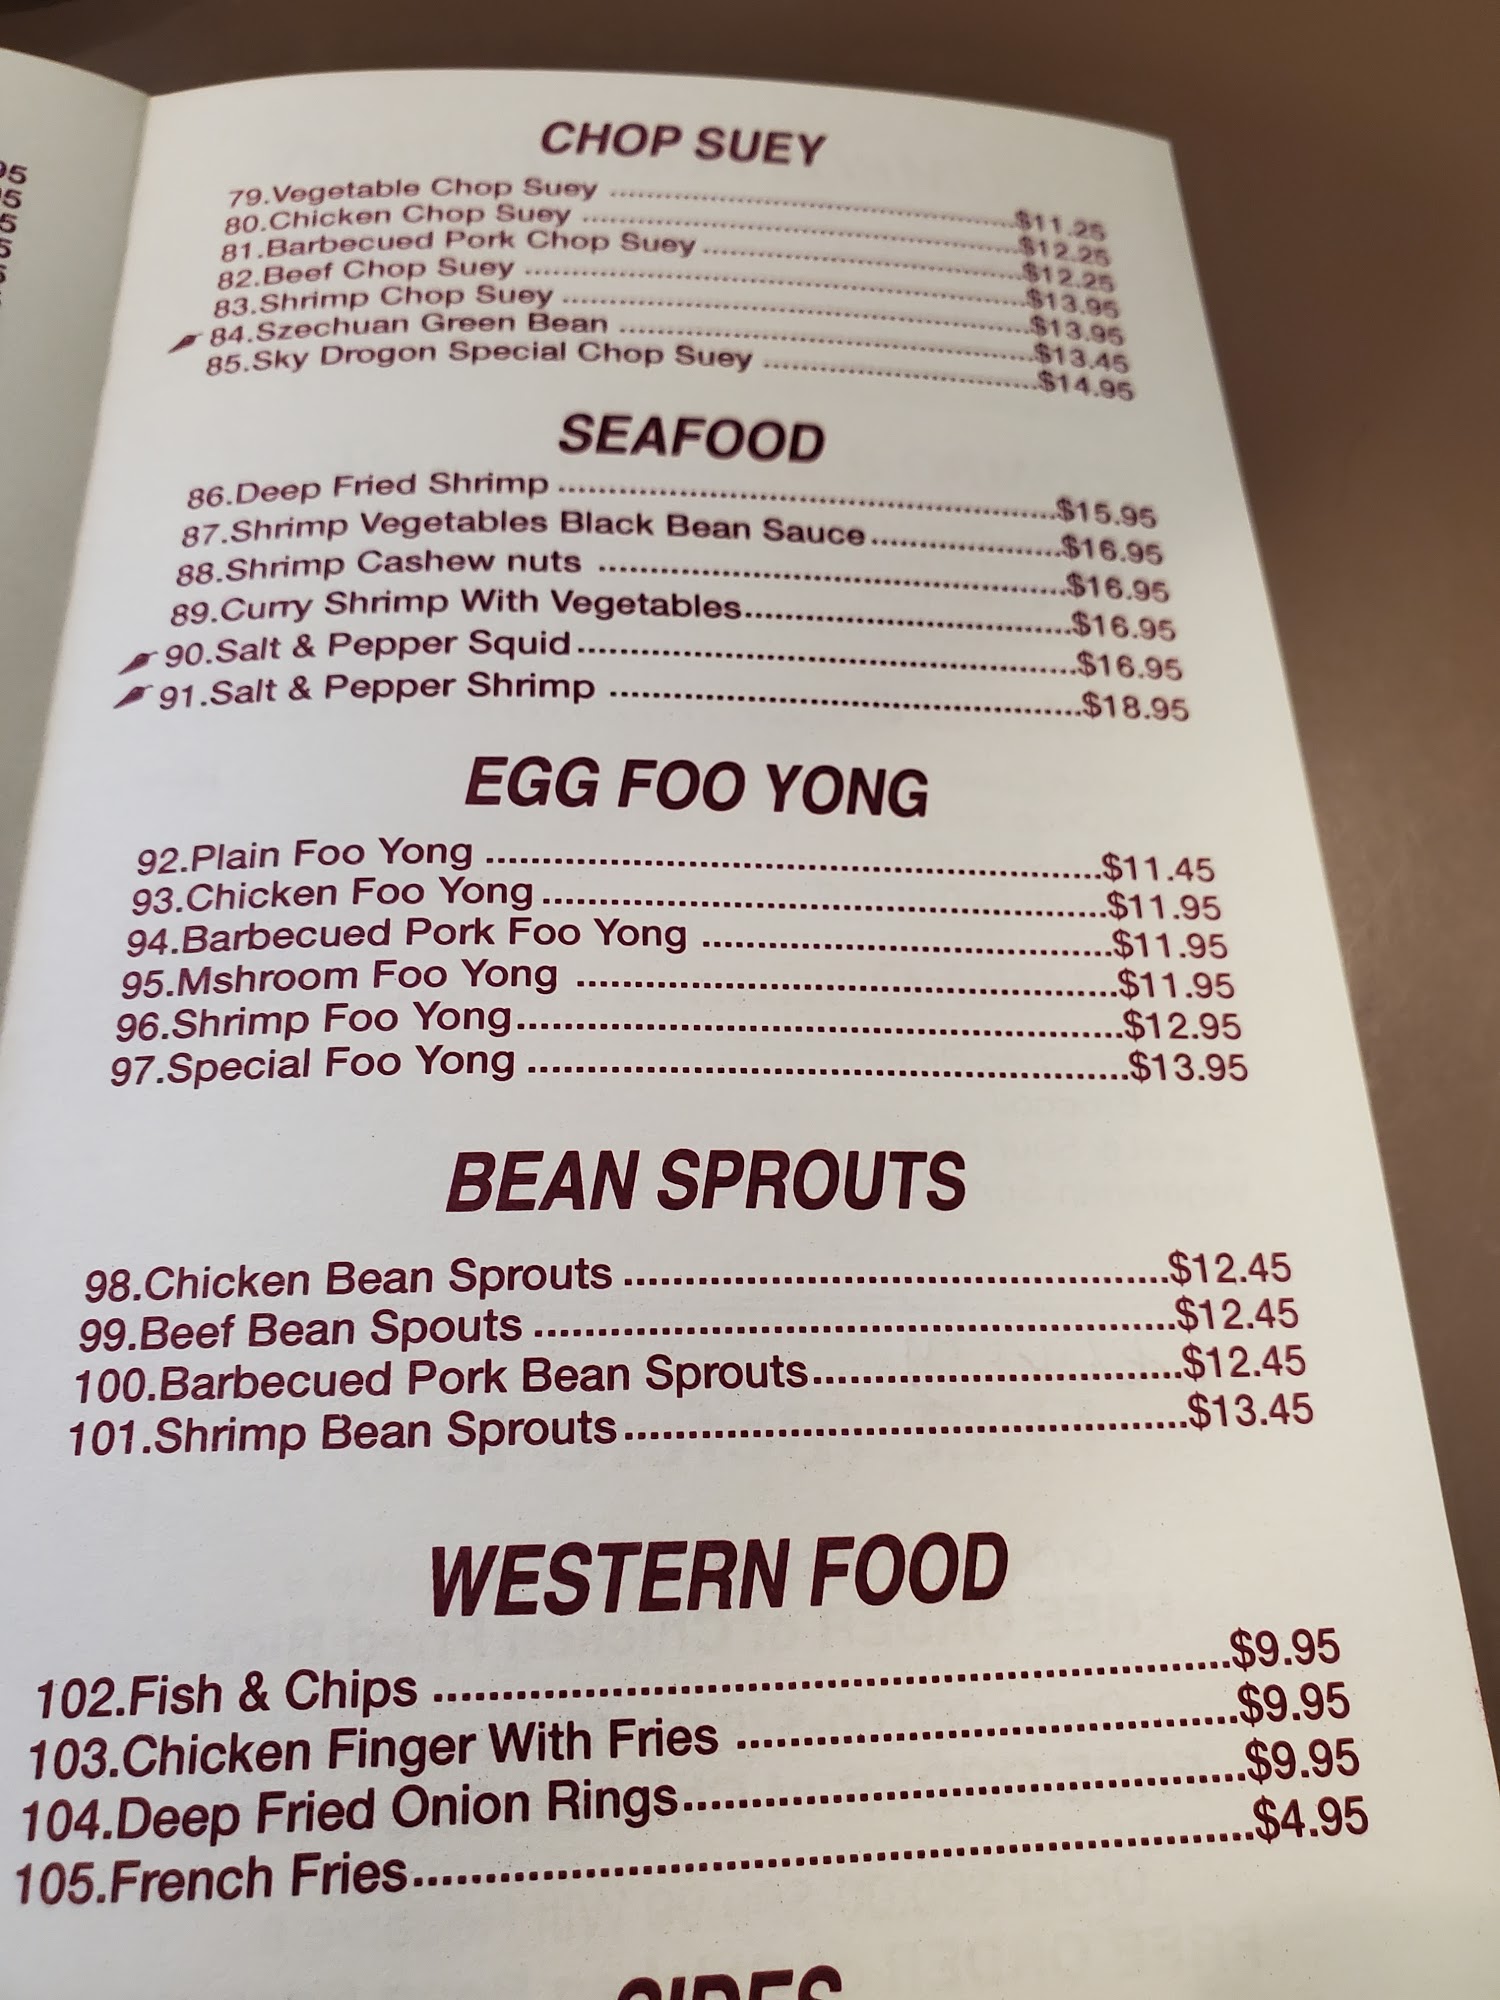 CHOP SUEY
79.Vegetable Chop Suey ........ $11.25
80.Chicken Chop Suey ........ $12.25
81.Barbecued Pork Chop Suey ........ $12.25
82.Beef Chop Suey ........ $13.95
83.Shrimp Chop Suey ........ $13.95
84.Szechuan Green Bean ........ $13.45
85.Sky Drogon Special Chop Suey ........ $14.95
SEAFOOD
86.Deep Fried Shrimp ........ $15.95
87.Shrimp Vegetables Black Bean Sauce ........ $16.95
88.Shrimp Cashew nuts ........ $16.95
89.Curry Shrimp With Vegetables ........ $16.95
90.Salt & Pepper Squid ........ $16.95
91.Salt & Pepper Shrimp ........ $18.95
EGG FOO YONG
92.Plain Foo Yong ........ $11.45
93.Chicken Foo Yong ........ $11.95
94.Barbecued Pork Foo Yong ........ $11.95
95.Mshroom Foo Yong ........ $11.95
96.Shrimp Foo Yong ........ $12.95
97.Special Foo Yong ........ $13.95
BEAN SPROUTS
98.Chicken Bean Sprouts ........ $12.45
99.Beef Bean Spouts ........ $12.45
100.Barbecued Pork Bean Sprouts ........ $12.45
101.Shrimp Bean Sprouts ........ $13.45
WESTERN FOOD
102.Fish & Chips ........ $9.95
103.Chicken Finger With Fries ........ $9.95
104.Deep Fried Onion Rings ........ $9.95
105.French Fries ........ $4.95
SIDES